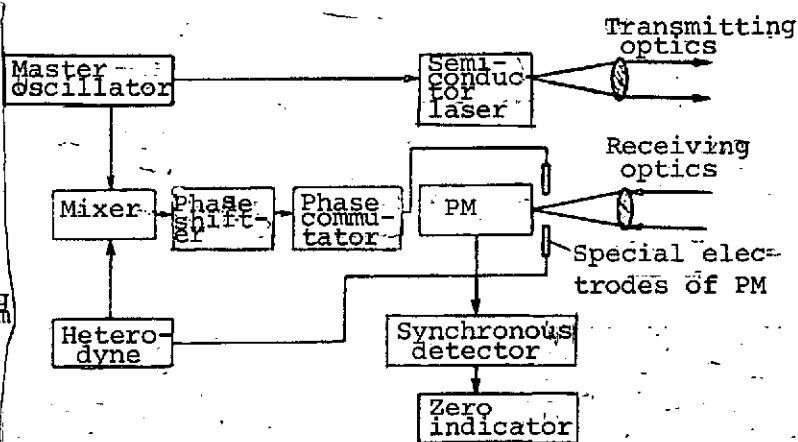 Transmitting
optics
Master
oscillator
Semi-
conduc-
tor
laser
Receiving
optics
Mixer
Phase
shift-
er
Phase
commu-
tator
PM
Special elec-
trodes of PM
Hetero-
dyne
Synchronous
detector
Zero
indicator